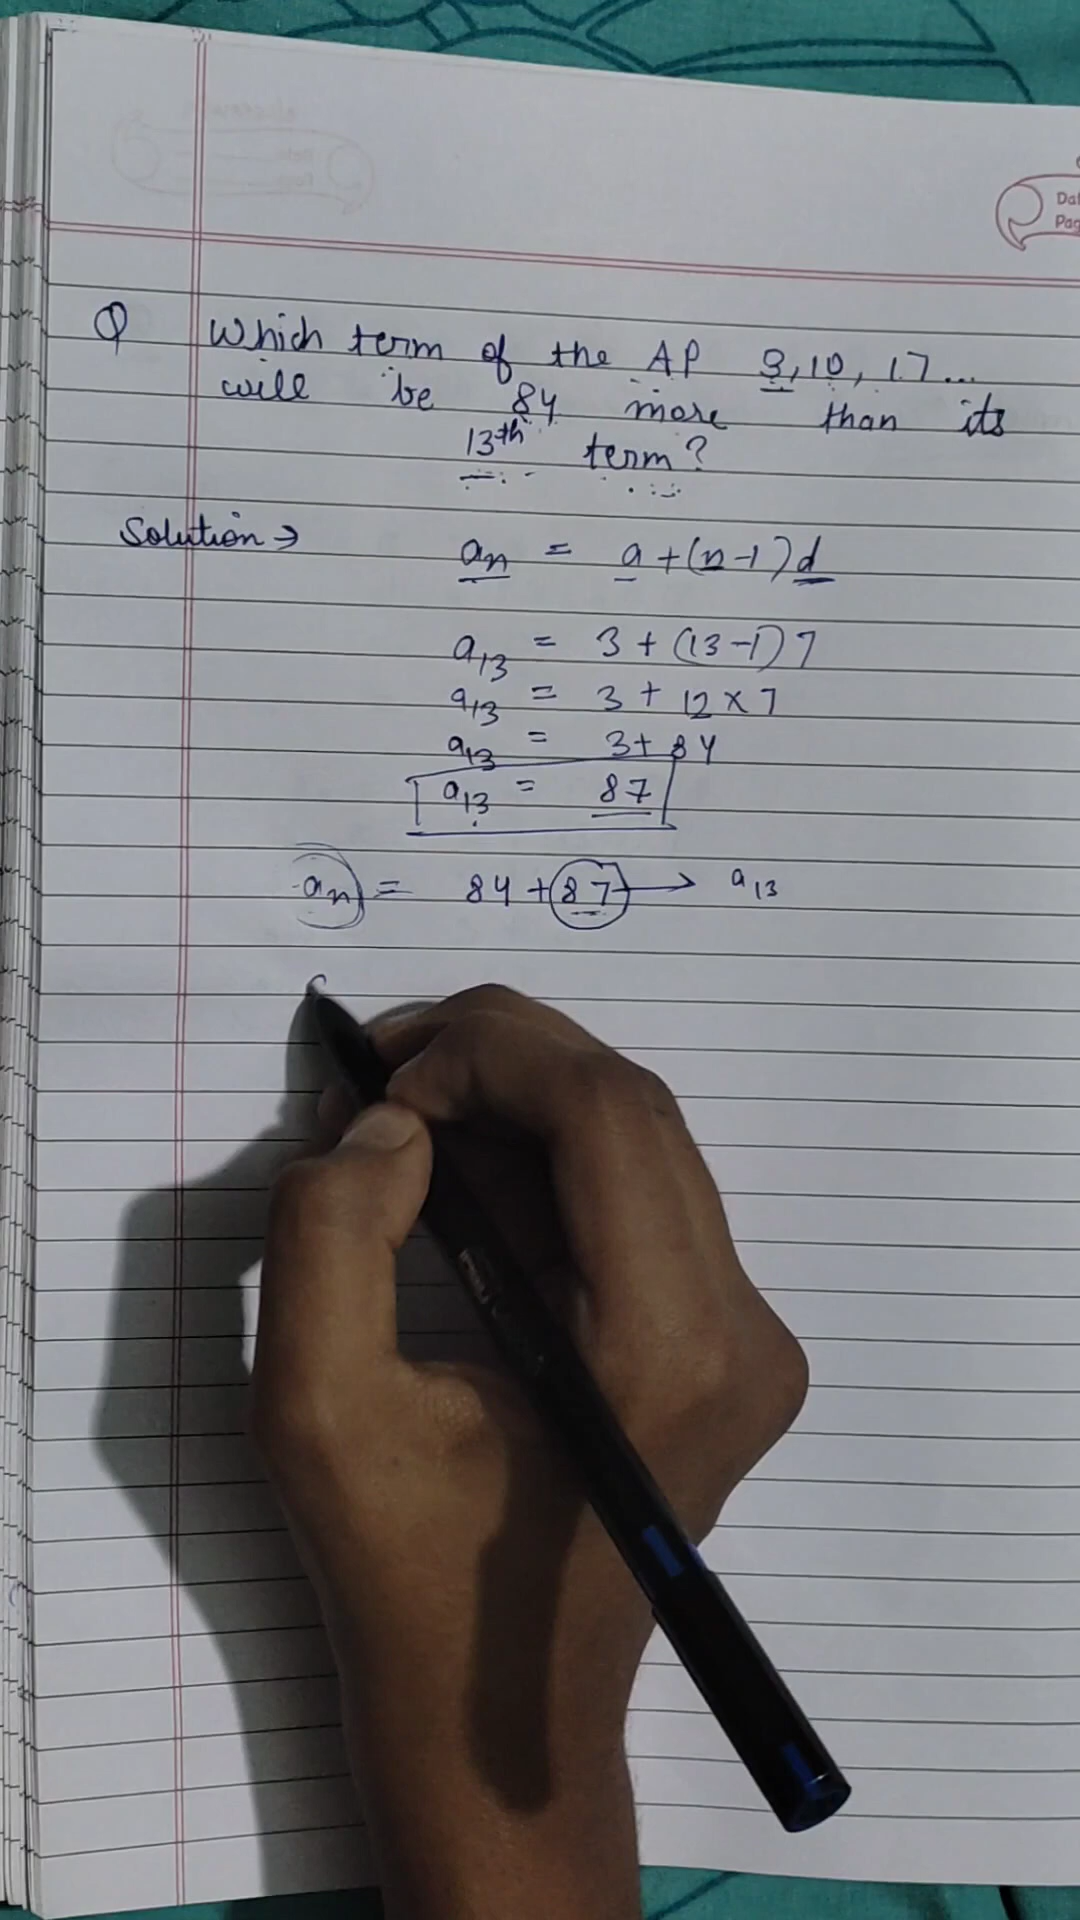 Q Which term of the AP 3, 10, 17...
will be 84 more than its
13th term?
Solution → an = a + (n-1)d
a13 = 3 + (13-1)7
a13 = 3 + 12 x 7
a13 = 3 + 84
a13 = 87
an = 84 + 87 → a13